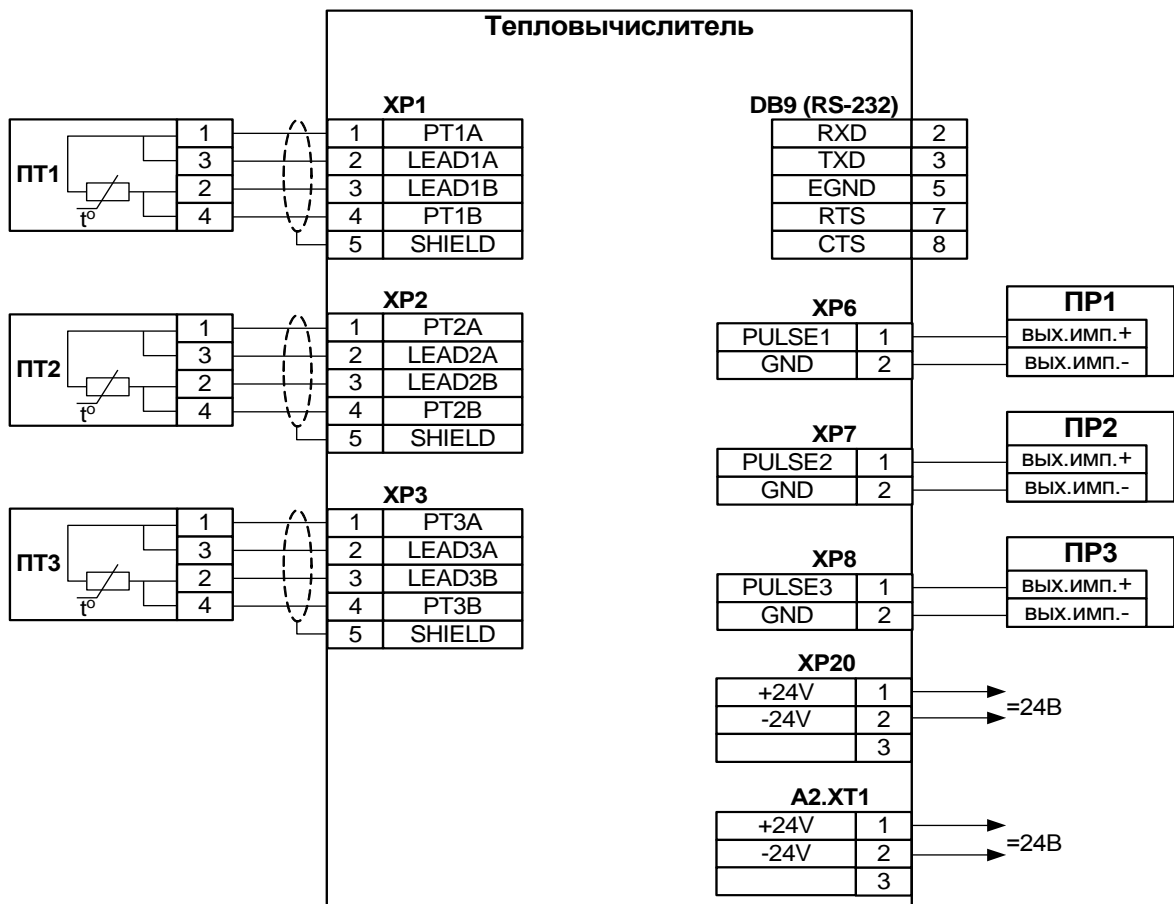 Тепловычислитель
XP1
ПТ1
1
3
2
4
tº
1 PT1A
2 LEAD1A
3 LEAD1B
4 PT1B
5 SHIELD
XP2
ПТ2
1
3
2
4
tº
1 PT2A
2 LEAD2A
3 LEAD2B
4 PT2B
5 SHIELD
XP3
ПТ3
1
3
2
4
tº
1 PT3A
2 LEAD3A
3 LEAD3B
4 PT3B
5 SHIELD
DB9 (RS-232)
RXD 2
TXD 3
EGND 5
RTS 7
CTS 8
XP6
PULSE1 1
GND 2
ПР1
вых.имп.+
вых.имп.-
XP7
PULSE2 1
GND 2
ПР2
вых.имп.+
вых.имп.-
XP8
PULSE3 1
GND 2
ПР3
вых.имп.+
вых.имп.-
XP20
+24V 1
-24V 2
3
=24В
A2.XT1
+24V 1
-24V 2
3
=24В